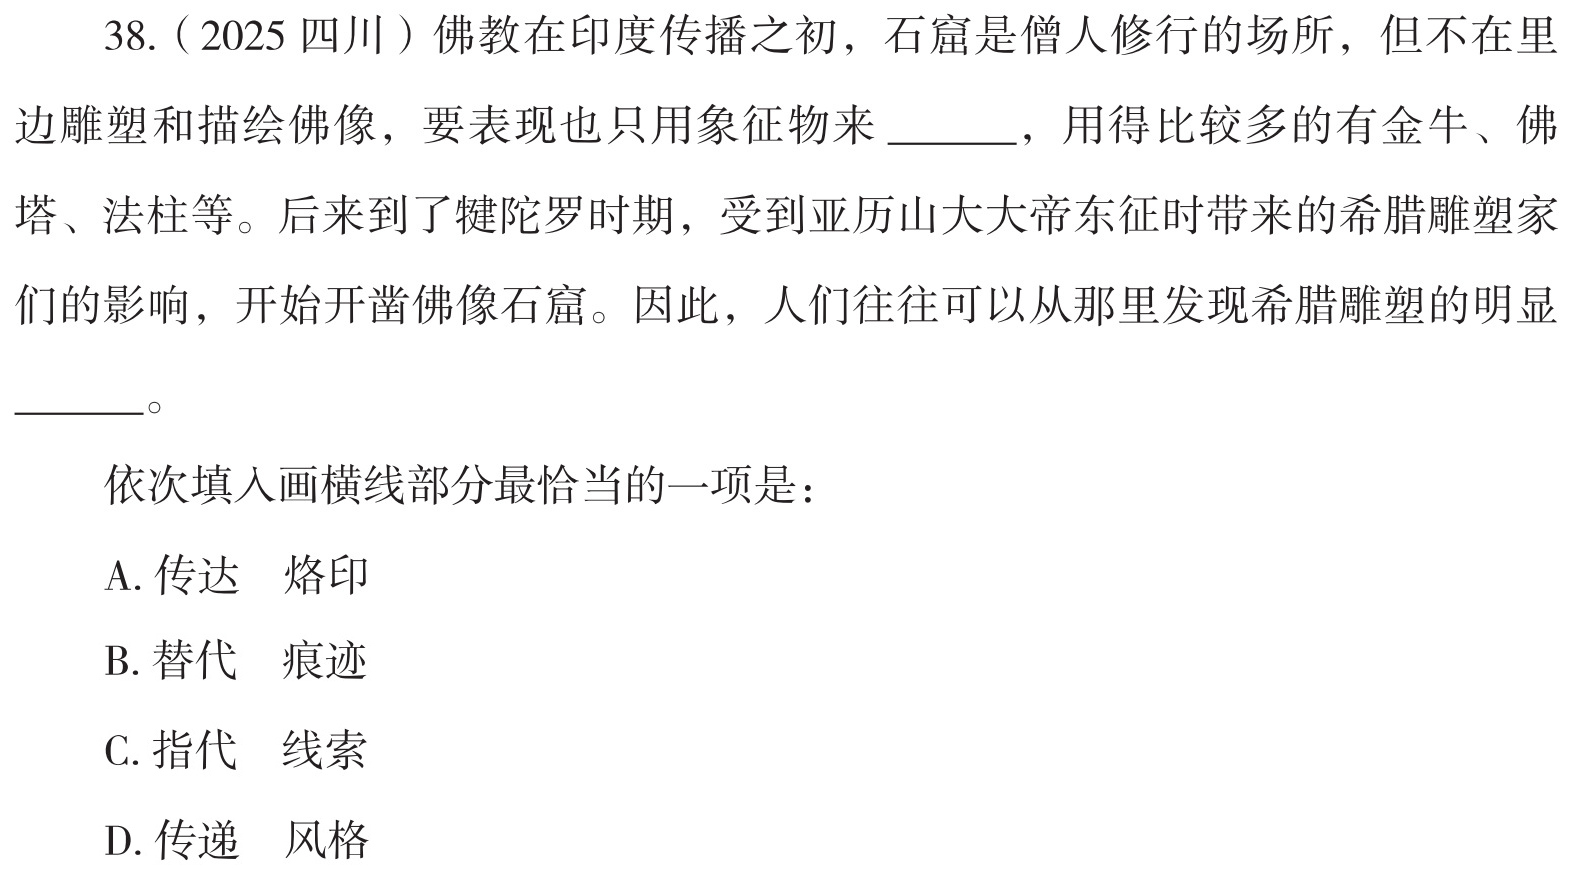 38.（2025 四川）佛教在印度传播之初，石窟是僧人修行的场所，但不在里
边雕塑和描绘佛像，要表现也只用象征物来______，用得比较多的有金牛、佛
塔、法柱等。后来到了犍陀罗时期，受到亚历山大大帝东征时带来的希腊雕塑家
们的影响，开始开凿佛像石窟。因此，人们往往可以从那里发现希腊雕塑的明显
______。
依次填入画横线部分最恰当的一项是：
A. 传达　烙印
B. 替代　痕迹
C. 指代　线索
D. 传递　风格